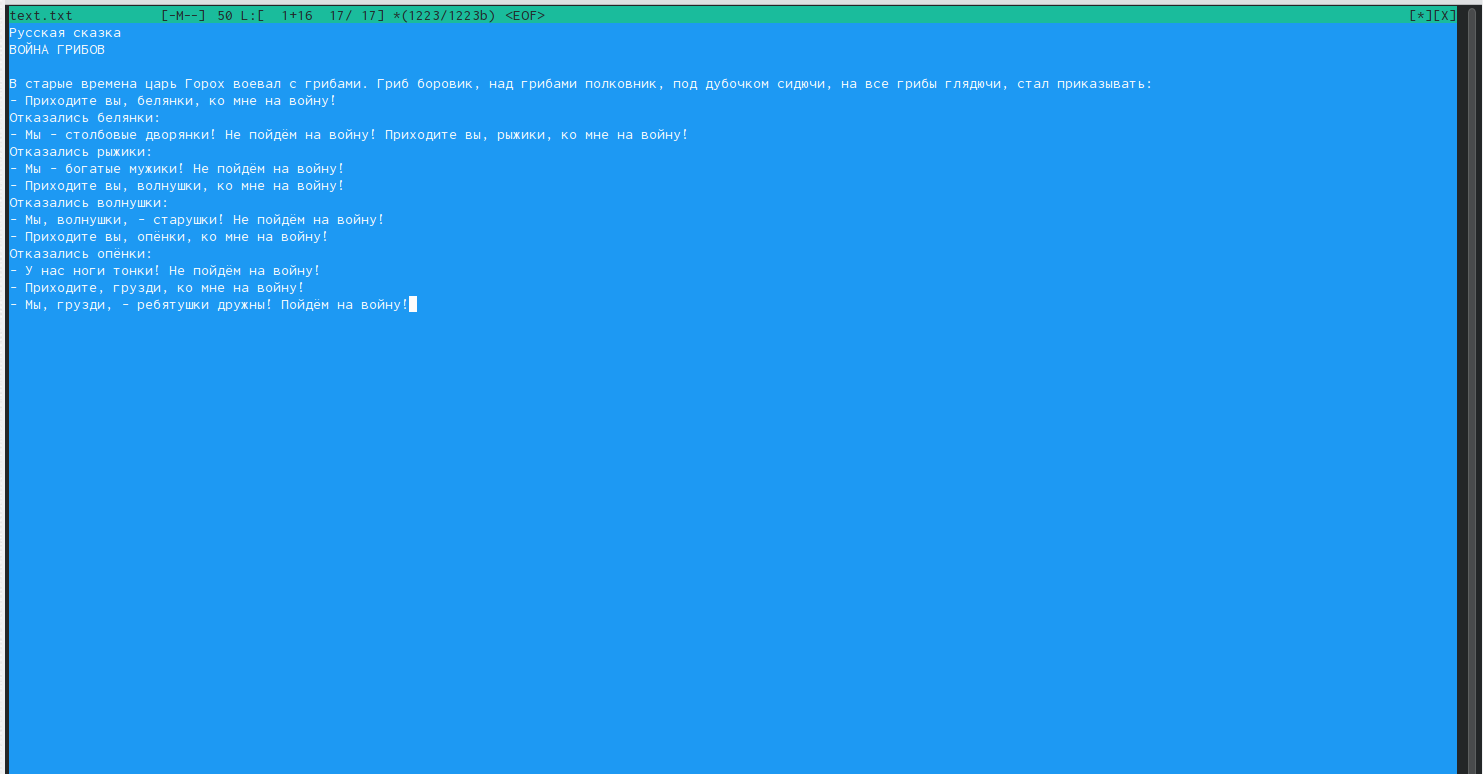 text.txt [-M--] 50 L:[ 1+16 17/ 17] *(1223/1223b) <EOF> [*][X]
Русская сказка
ВОЙНА ГРИБОВ
В старые времена царь Горох воевал с грибами. Гриб боровик, над грибами полковник, под дубочком сидючи, на все грибы глядючи, стал приказывать:
- Приходите вы, белянки, ко мне на войну!
Отказались белянки:
- Мы - столбовые дворянки! Не пойдём на войну! Приходите вы, рыжики, ко мне на войну!
Отказались рыжики:
- Мы - богатые мужики! Не пойдём на войну!
- Приходите вы, волнушки, ко мне на войну!
Отказались волнушки:
- Мы, волнушки, - старушки! Не пойдём на войну!
- Приходите вы, опёнки, ко мне на войну!
Отказались опёнки:
- У нас ноги тонки! Не пойдём на войну!
- Приходите, грузди, ко мне на войну!
- Мы, грузди, - ребятушки дружны! Пойдём на войну!